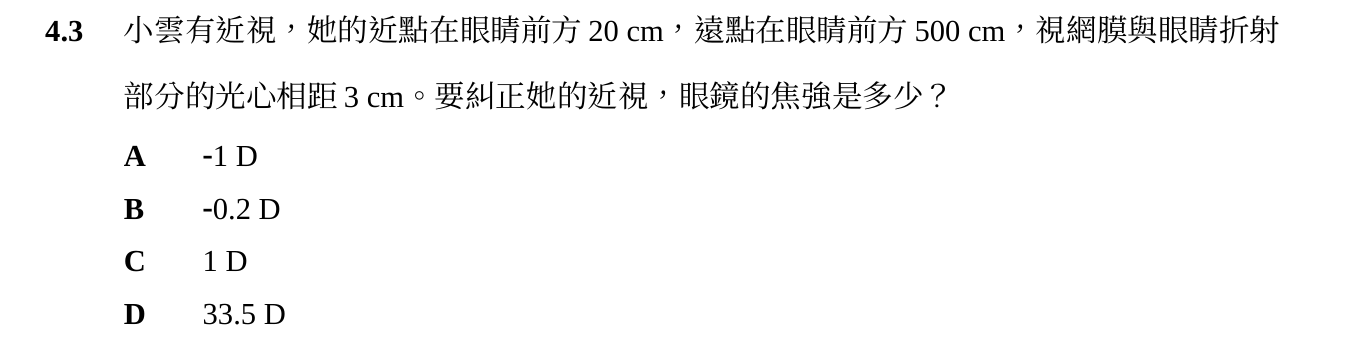 4.3 小雲有近視，她的近點在眼睛前方 20 cm，遠點在眼睛前方 500 cm，視網膜與眼睛折射
部分的光心相距 3 cm。要糾正她的近視，眼鏡的焦強是多少？
A -1 D
B -0.2 D
C 1 D
D 33.5 D